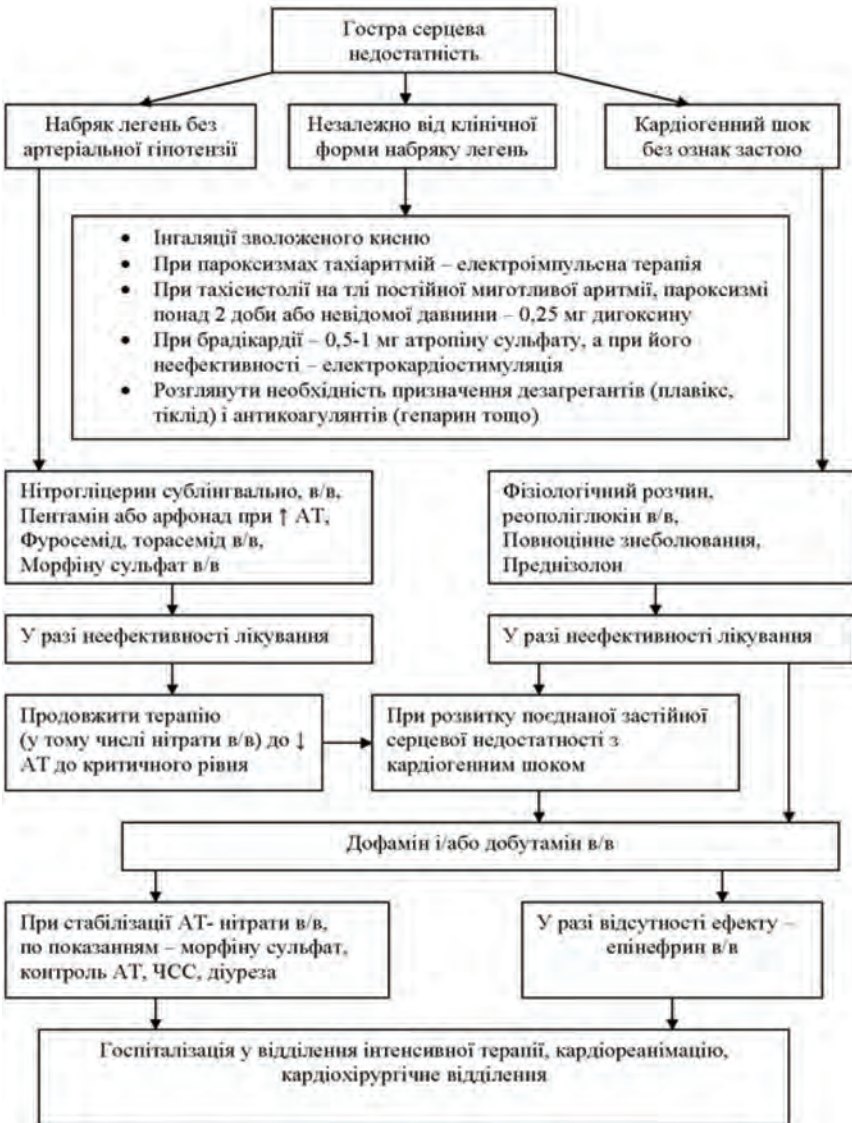 Гостра серцева
недостатність
Набряк легень без
артеріальної гіпотензії
Незалежно від клінічної
форми набряку легень
Кардіогенний шок
без ознак застою
• Інгаляції зволоженого кисню
• При пароксизмах тахіаритмій – електроімпульсна терапія
• При тахісистолії на тлі постійної миготливої аритмії, пароксизмі
понад 2 доби або невідомої давнини – 0,25 мг дигоксину
• При брадікардії – 0,5-1 мг атропіну сульфату, а при його
неефективності – електрокардіостимуляція
• Розглянути необхідність призначення дезагрегантів (плавікс,
тіклід) і антикоагулянтів (гепарин тощо)
Нітрогліцерин сублінгвально, в/в,
Пентамін або арфонад при ↑ АТ,
Фуросемід, торасемід в/в,
Морфіну сульфат в/в
Фізіологічний розчин,
реополіглюкін в/в,
Повноцінне знеболювання,
Преднізолон
У разі неефективності лікування
У разі неефективності лікування
Продовжити терапію
(у тому числі нітрати в/в) до ↓
АТ до критичного рівня
При розвитку поєднаної застійної
серцевої недостатності з
кардіогенним шоком
Дофамін і/або добутамін в/в
При стабілізації АТ- нітрати в/в,
по показанням – морфіну сульфат,
контроль АТ, ЧСС, діуреза
У разі відсутності ефекту –
епінефрин в/в
Госпіталізація у відділення інтенсивної терапії, кардіореанімацію,
кардіохірургічне відділення